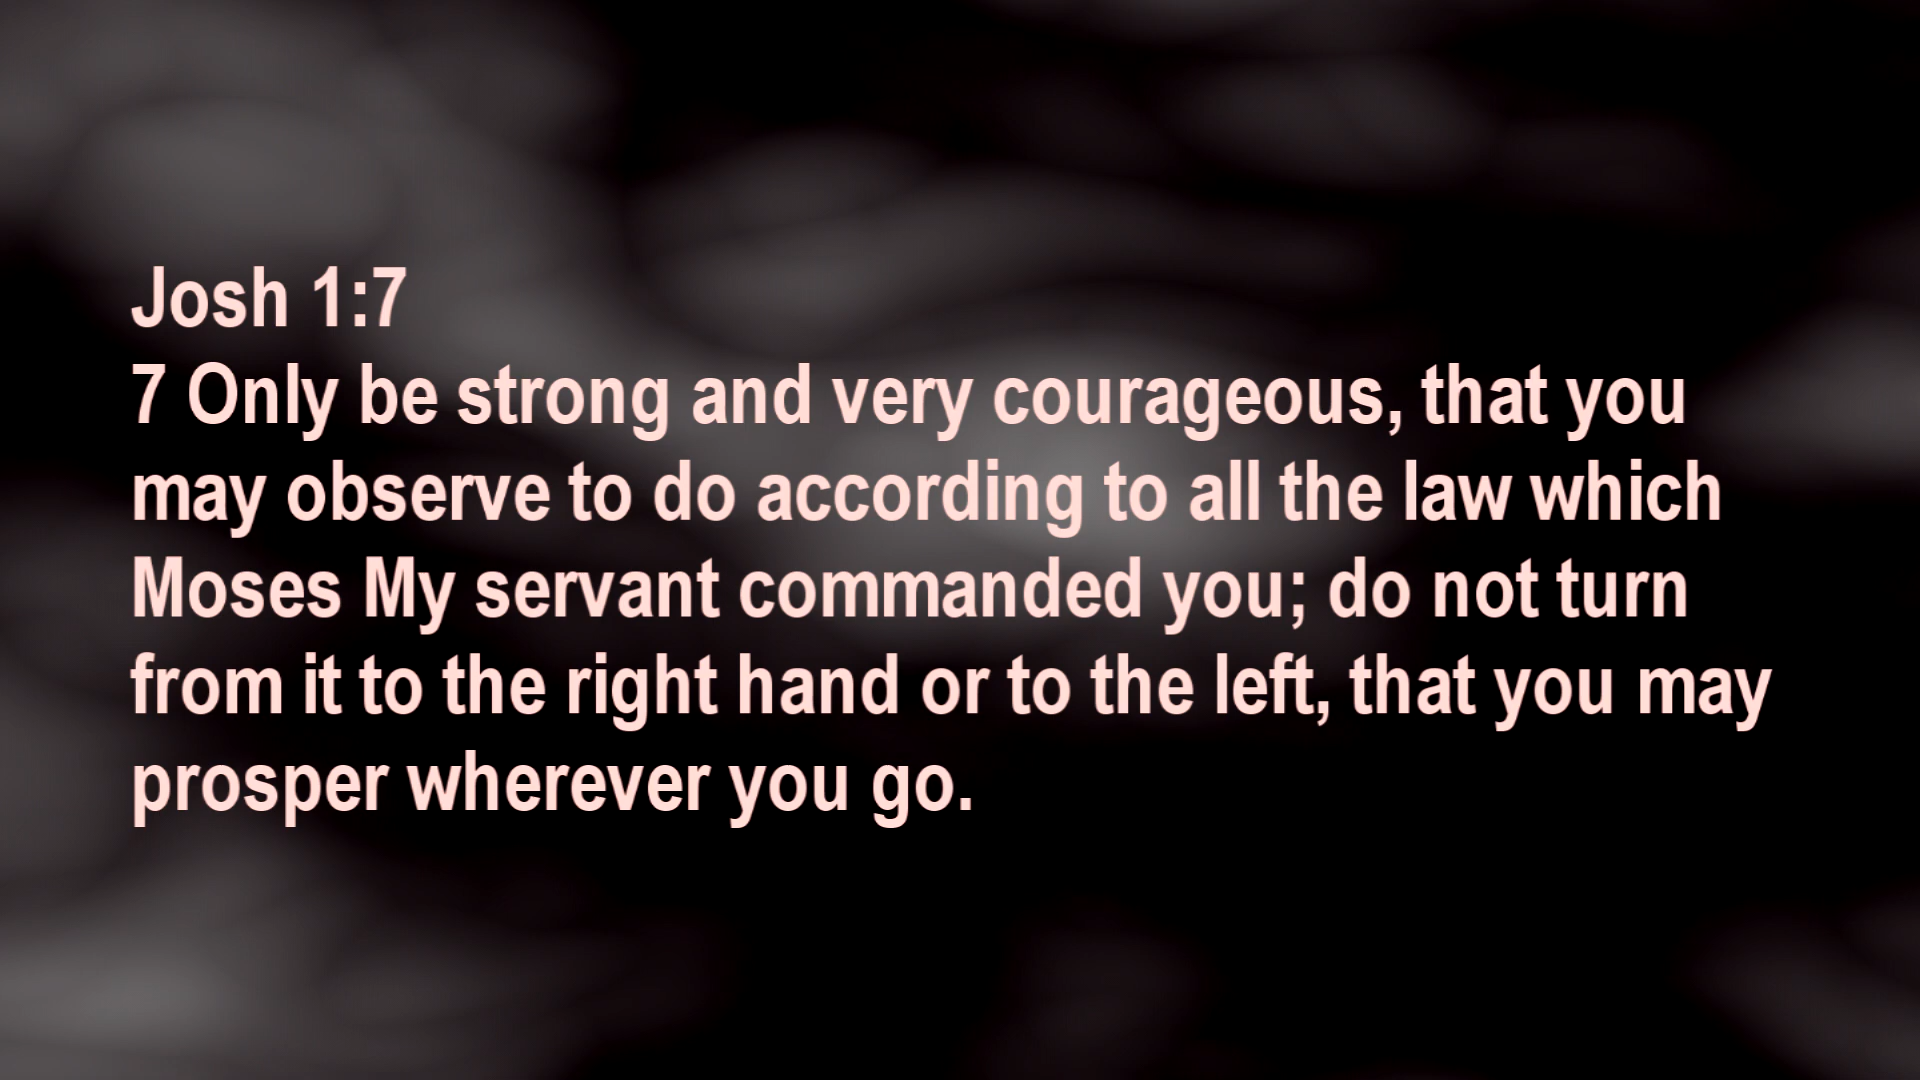 Josh 1:7
7 Only be strong and very courageous, that you
may observe to do according to all the law which
Moses My servant commanded you; do not turn
from it to the right hand or to the left, that you may
prosper wherever you go.